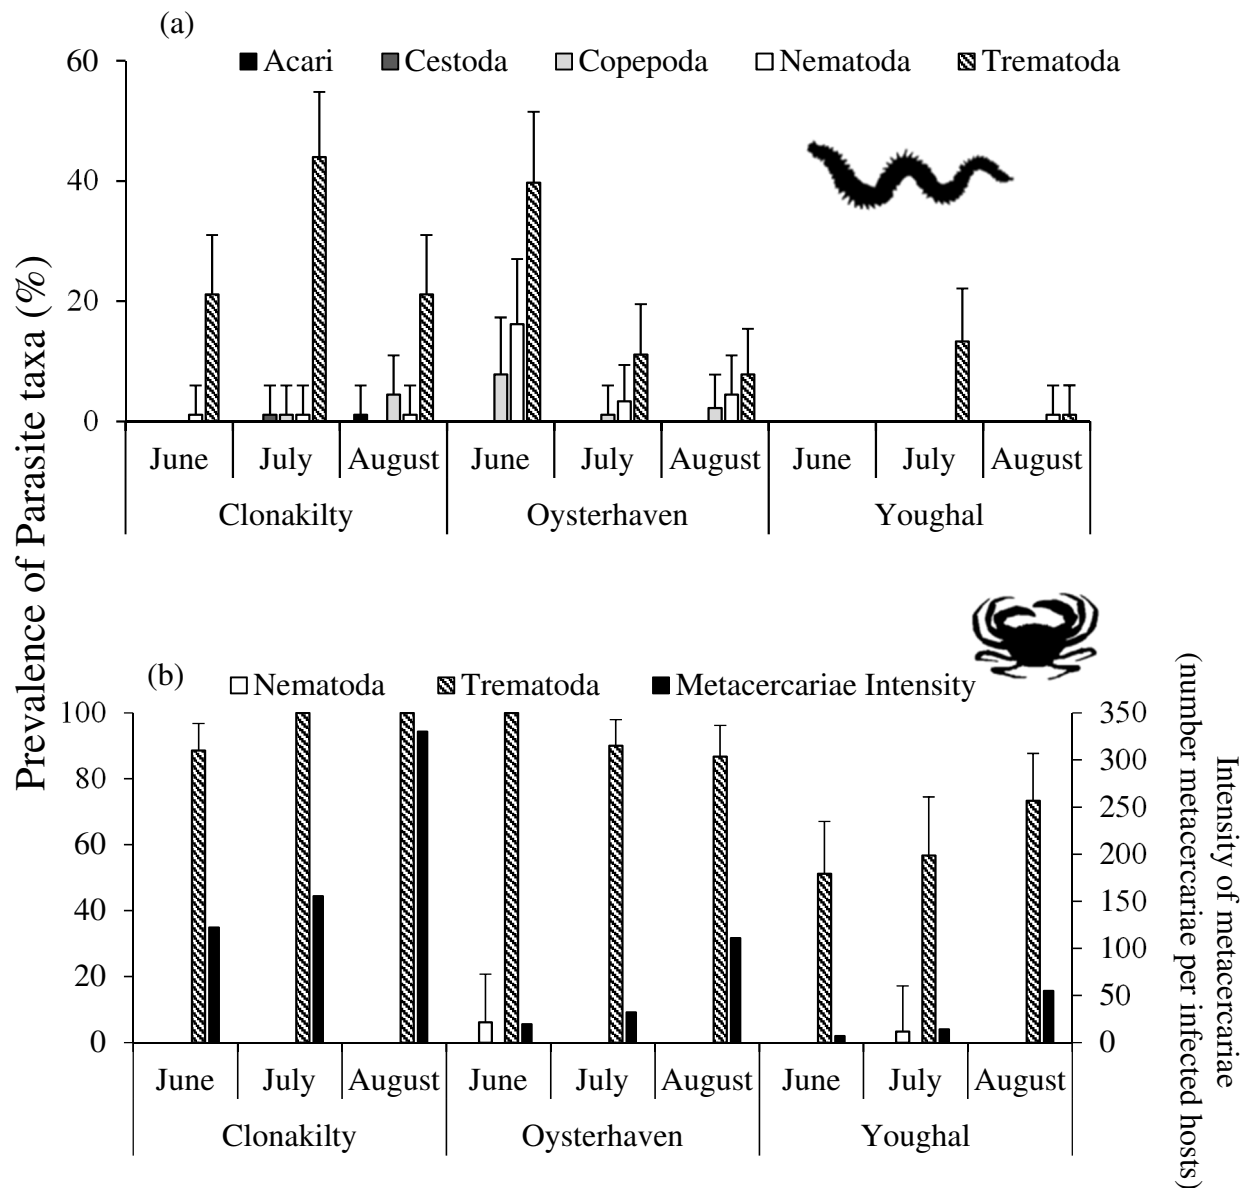 (a)
Acari Cestoda Copepoda Nematoda Trematoda
Prevalence of Parasite taxa (%)
60
40
20
0
June July August June July August June July August
Clonakilty Oysterhaven Youghal
(b)
Nematoda Trematoda Metacercariae Intensity
100
80
60
40
20
0
350
300
250
200
150
100
50
0
Intensity of metacercariae
(number metacercariae per infected hosts)
June July August June July August June July August
Clonakilty Oysterhaven Youghal